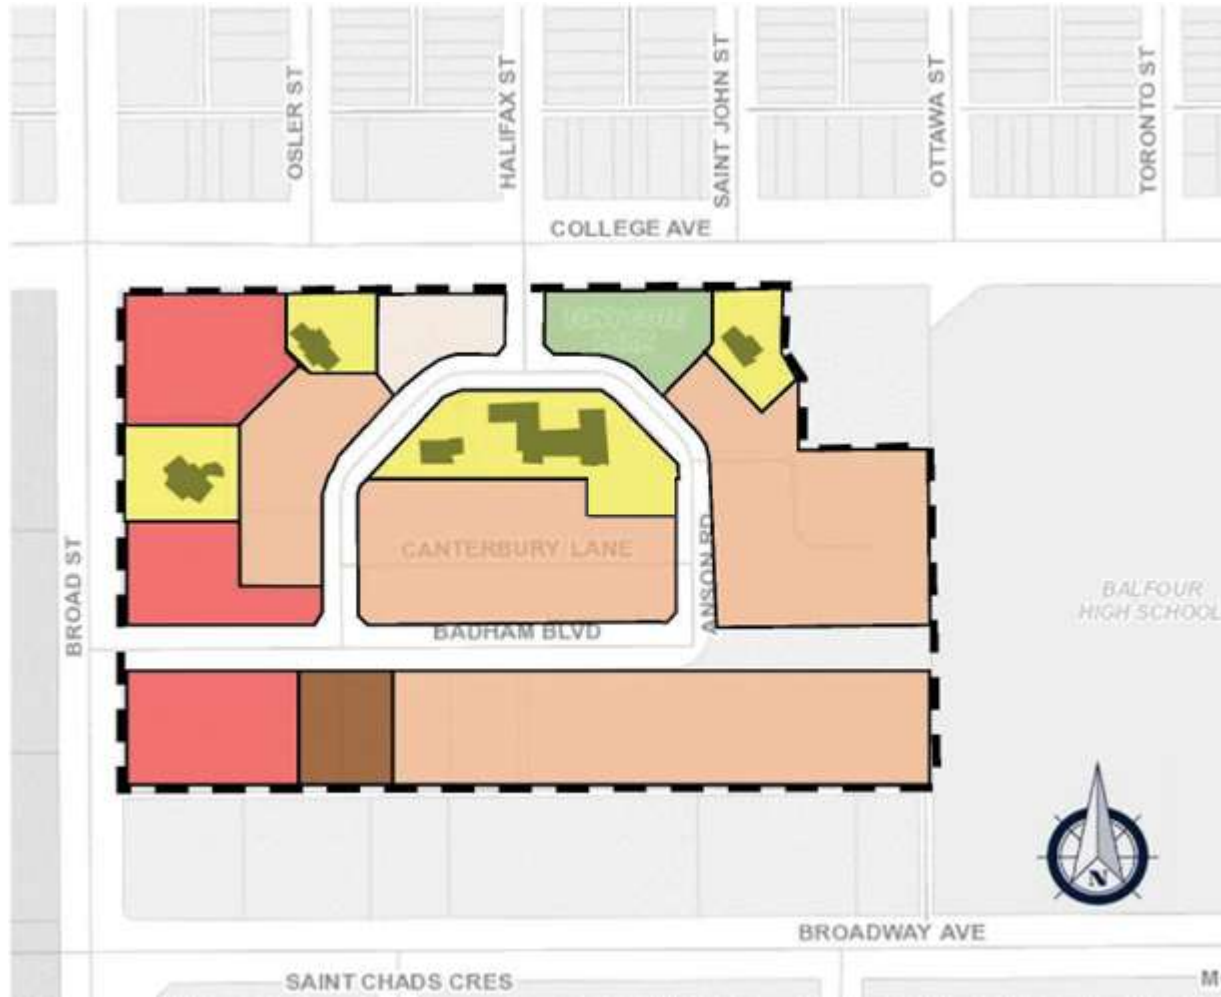 OSLER ST
HALIFAX ST
SAINT JOHN ST
OTTAWA ST
TORONTO ST
COLLEGE AVE
BROAD ST
CANTERBURY LANE
ANSON RD
BADHAM BLVD
BALFOUR
HIGH SCHOOL
N
BROADWAY AVE
SAINT CHADS CRES
M